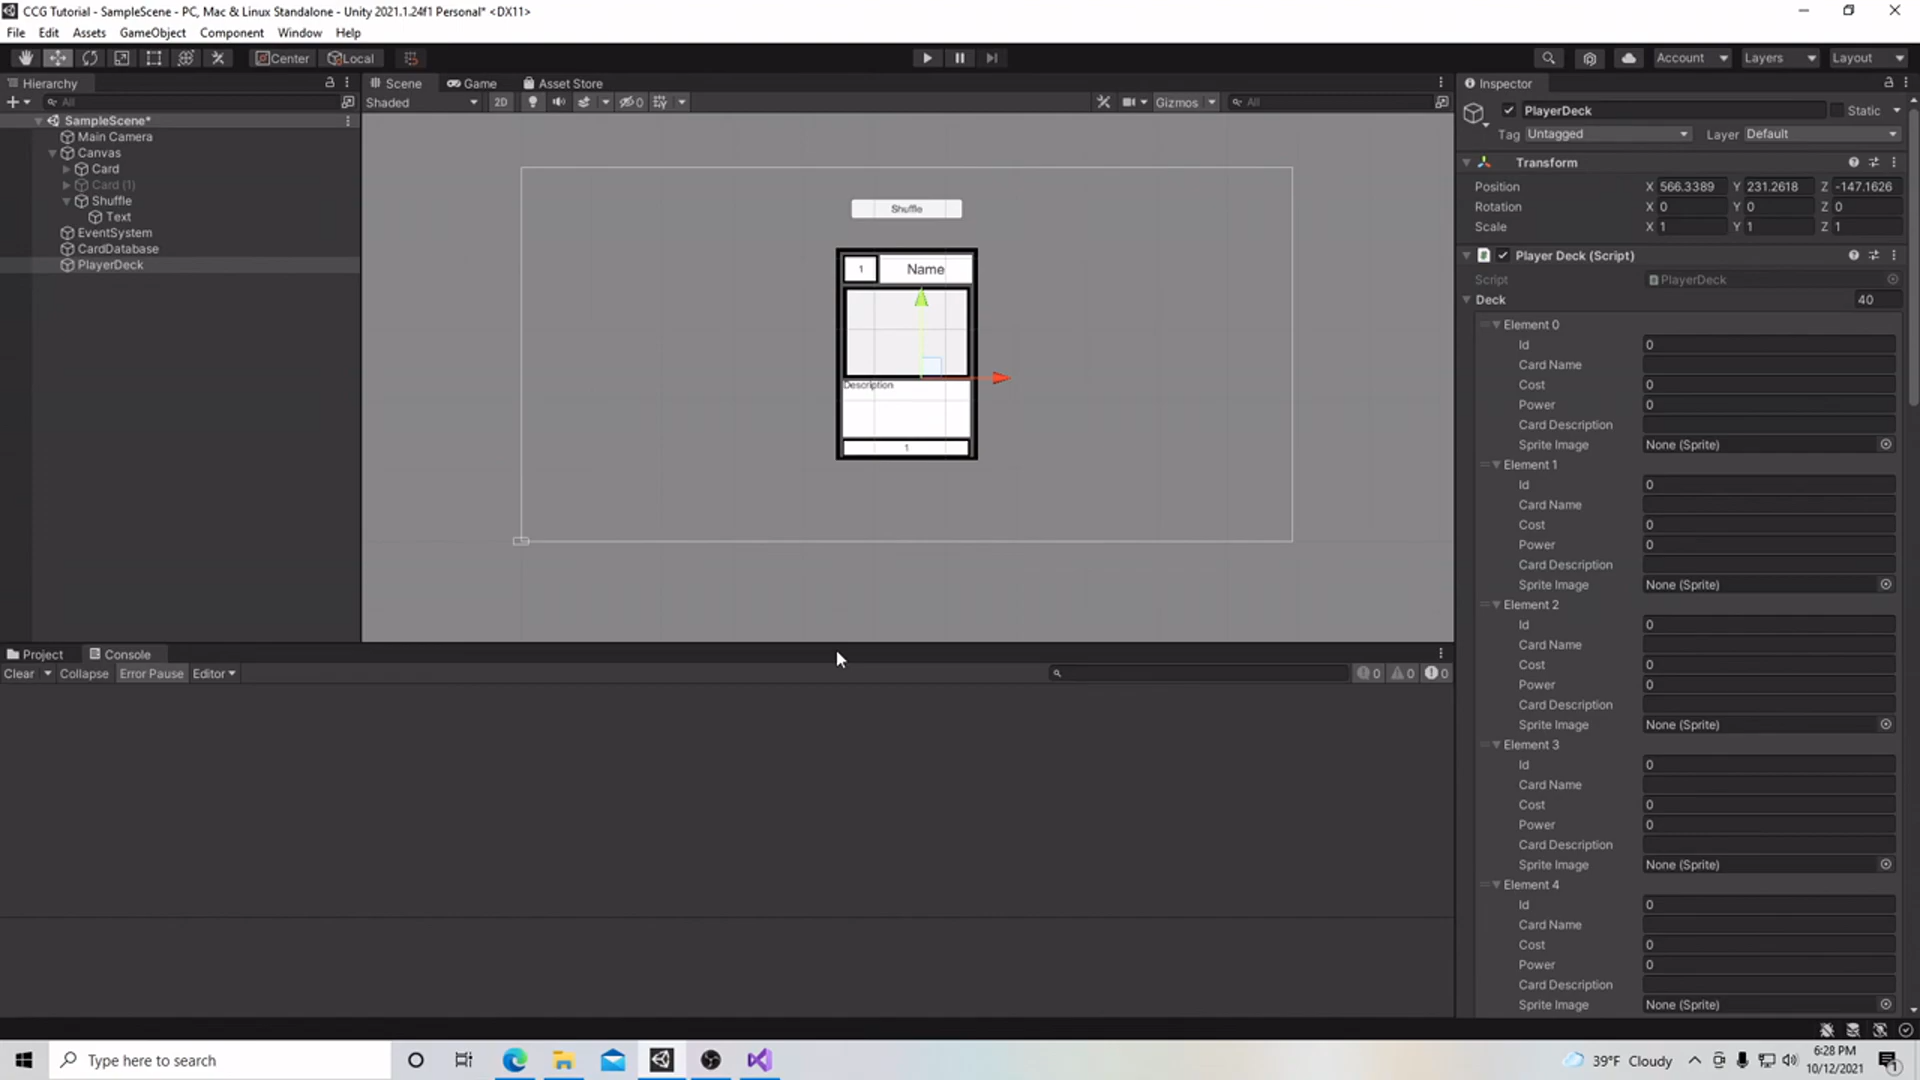 CCG Tutorial - SampleScene - PC, Mac & Linux Standalone - Unity 2021.1.24f1 Personal* <DX11>
File Edit Assets GameObject Component Window Help
Center Local Account Layers Layout
Hierarchy
All
SampleScene*
Main Camera
Canvas
Card
Card (1)
Shuffle
Text
EventSystem
CardDatabase
PlayerDeck
Scene Game Asset Store
Shaded 2D 0 Gizmos All
Shuffle
1 Name
Description
1
Project Console
Clear Collapse Error Pause Editor 0 0 0
Inspector
PlayerDeck Static
Tag Untagged Layer Default
Transform
Position X 566.3389 Y 231.2618 Z -147.1626
Rotation X 0 Y 0 Z 0
Scale X 1 Y 1 Z 1
Player Deck (Script)
Script PlayerDeck
Deck 40
Element 0
Id 0
Card Name
Cost 0
Power 0
Card Description
Sprite Image None (Sprite)
Element 1
Id 0
Card Name
Cost 0
Power 0
Card Description
Sprite Image None (Sprite)
Element 2
Id 0
Card Name
Cost 0
Power 0
Card Description
Sprite Image None (Sprite)
Element 3
Id 0
Card Name
Cost 0
Power 0
Card Description
Sprite Image None (Sprite)
Element 4
Id 0
Card Name
Cost 0
Power 0
Card Description
Sprite Image None (Sprite)
Type here to search
39°F Cloudy
6:28 PM
10/12/2021
1